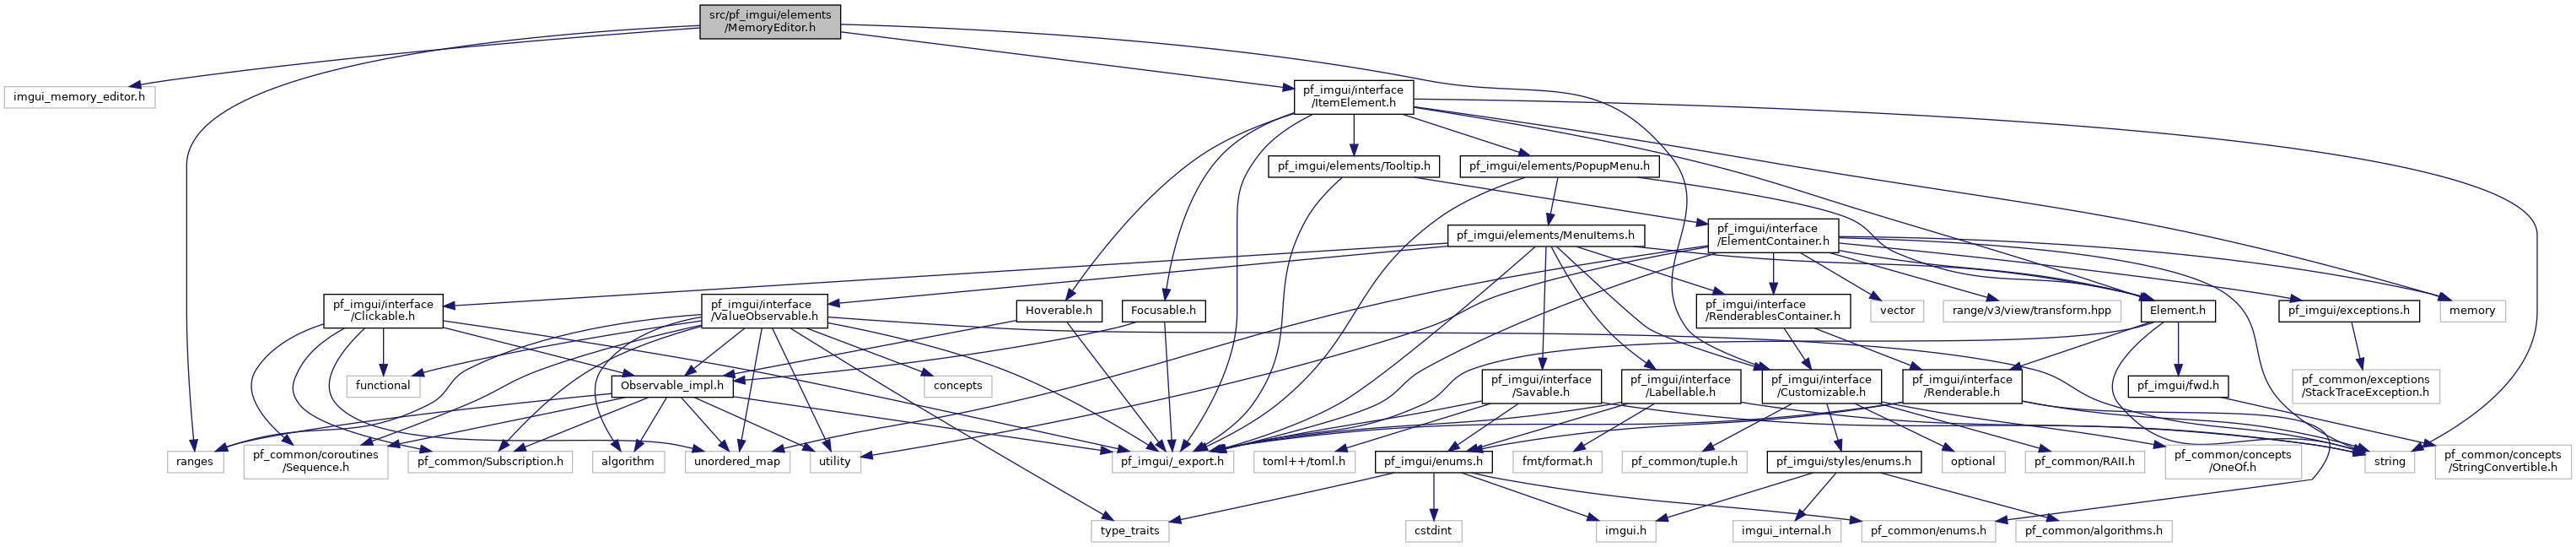 src/pf_imgui/elements
/MemoryEditor.h
imgui_memory_editor.h
pf_imgui/interface
/ItemElement.h
pf_imgui/elements/Tooltip.h
pf_imgui/elements/PopupMenu.h
pf_imgui/elements/MenuItems.h
pf_imgui/interface
/ElementContainer.h
pf_imgui/interface
/Clickable.h
pf_imgui/interface
/ValueObservable.h
Hoverable.h
Focusable.h
pf_imgui/interface
/RenderablesContainer.h
vector
range/v3/view/transform.hpp
Element.h
pf_imgui/exceptions.h
memory
functional
Observable_impl.h
concepts
pf_imgui/interface
/Savable.h
pf_imgui/interface
/Labellable.h
pf_imgui/interface
/Customizable.h
pf_imgui/interface
/Renderable.h
pf_imgui/fwd.h
pf_common/exceptions
/StackTraceException.h
ranges
pf_common/coroutines
/Sequence.h
pf_common/Subscription.h
algorithm
unordered_map
utility
pf_imgui/_export.h
toml++/toml.h
pf_imgui/enums.h
fmt/format.h
pf_common/tuple.h
pf_imgui/styles/enums.h
optional
pf_common/RAII.h
pf_common/concepts
/OneOf.h
string
pf_common/concepts
/StringConvertible.h
type_traits
cstdint
imgui.h
imgui_internal.h
pf_common/enums.h
pf_common/algorithms.h